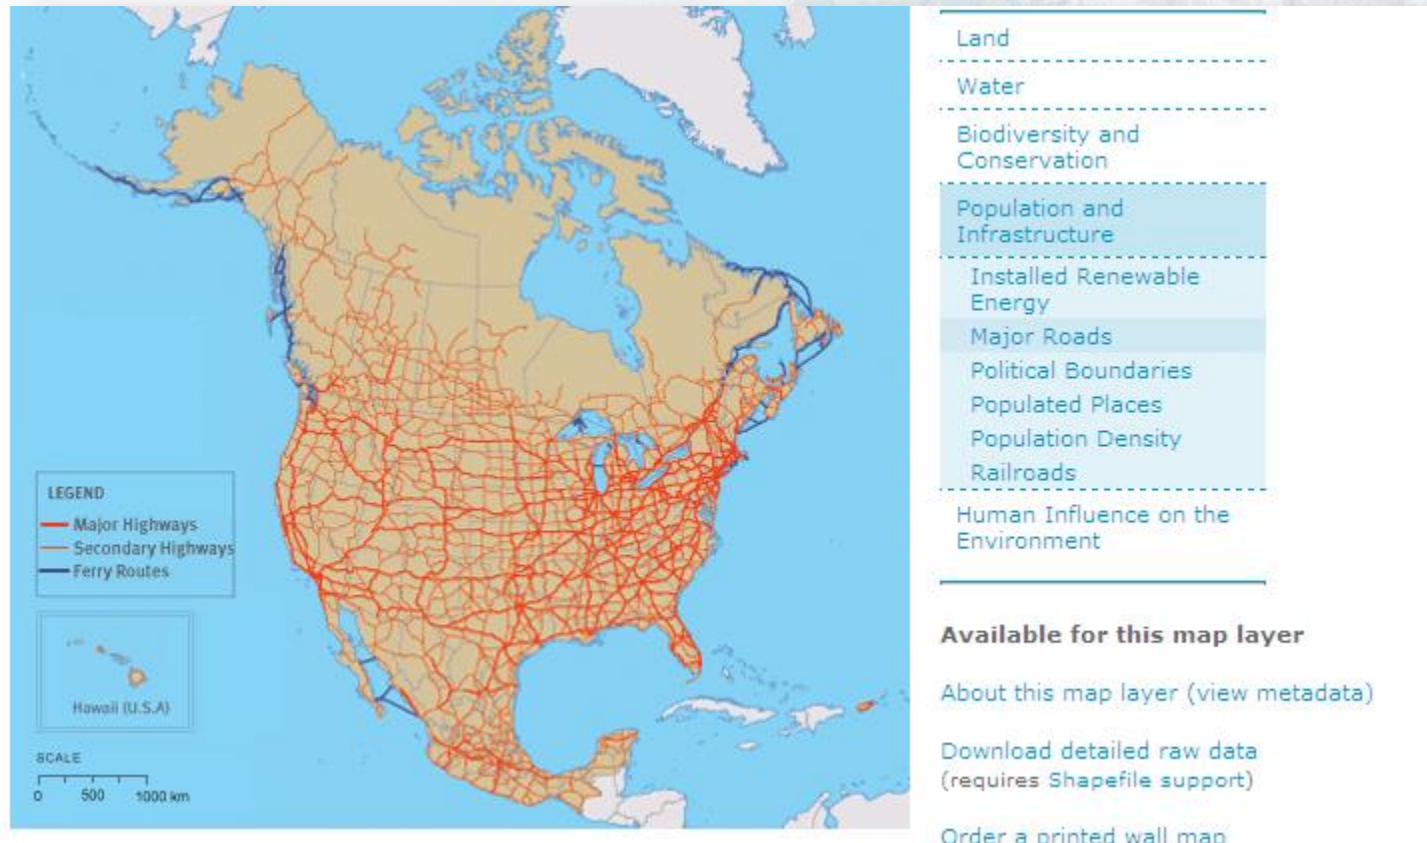 LEGEND
Major Highways
Secondary Highways
Ferry Routes
Hawaii (U.S.A)
SCALE
0 500 1000 km
Land
Water
Biodiversity and
Conservation
Population and
Infrastructure
Installed Renewable
Energy
Major Roads
Political Boundaries
Populated Places
Population Density
Railroads
Human Influence on the
Environment
Available for this map layer
About this map layer (view metadata)
Download detailed raw data
(requires Shapefile support)
Order a printed wall map